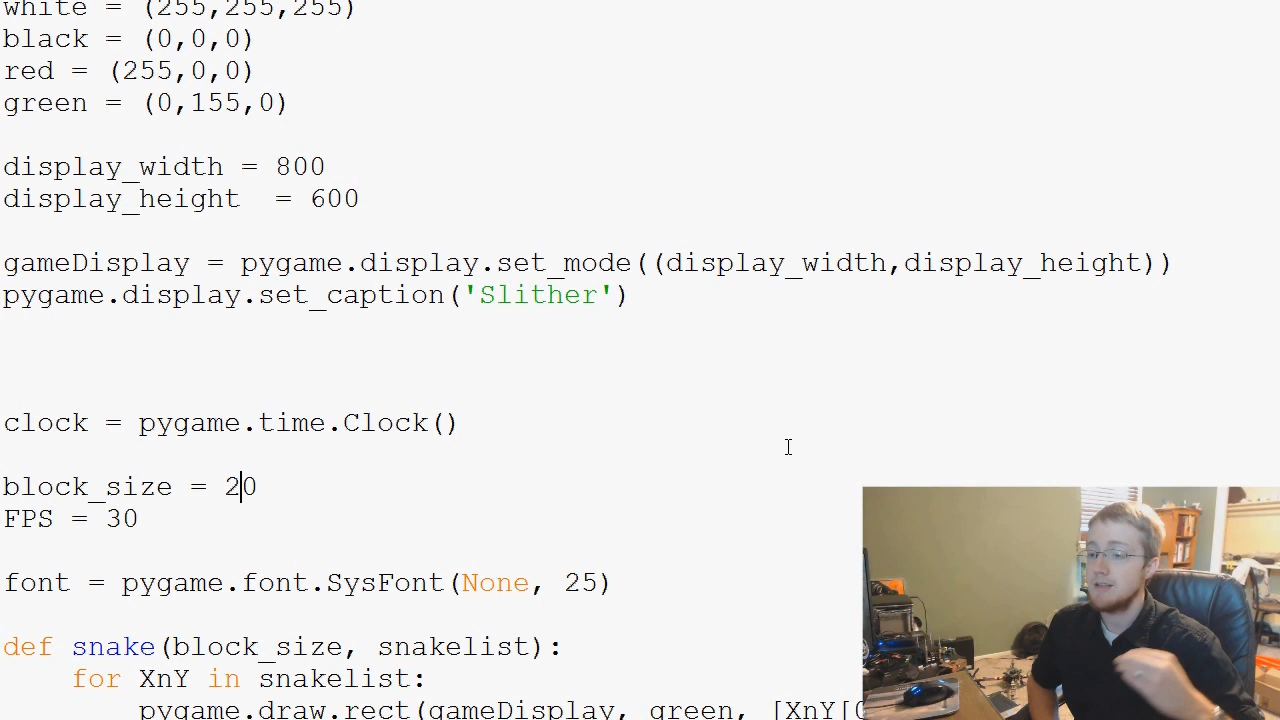 white = (255,255,255)
black = (0,0,0)
red = (255,0,0)
green = (0,155,0)
display_width = 800
display_height  = 600
gameDisplay = pygame.display.set_mode((display_width,display_height))
pygame.display.set_caption('Slither')
clock = pygame.time.Clock()
block_size = 20
FPS = 30
font = pygame.font.SysFont(None, 25)
def snake(block_size, snakelist):
    for XnY in snakelist:
        pygame.draw.rect(gameDisplay, green, [XnY[0